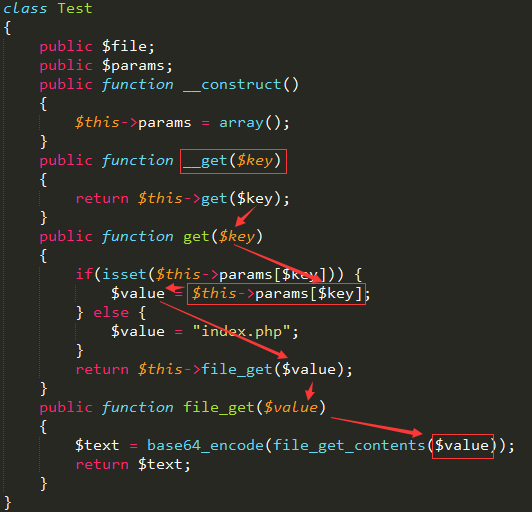 class Test
{
    public $file;
    public $params;
    public function __construct()
    {
        $this->params = array();
    }
    public function __get($key)
    {
        return $this->get($key);
    }
    public function get($key)
    {
        if(isset($this->params[$key])) {
            $value = $this->params[$key];
        } else {
            $value = "index.php";
        }
        return $this->file_get($value);
    }
    public function file_get($value)
    {
        $text = base64_encode(file_get_contents($value));
        return $text;
    }
}